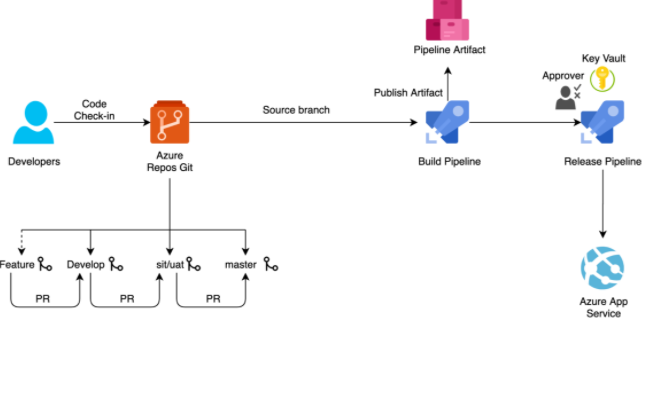 Pipeline Artifact
Key Vault
Approver
Publish Artifact
Code
Check-in
Source branch
Developers
Azure
Repos Git
Build Pipeline
Release Pipeline
Feature
Develop
sit/uat
master
PR
PR
PR
Azure App
Service